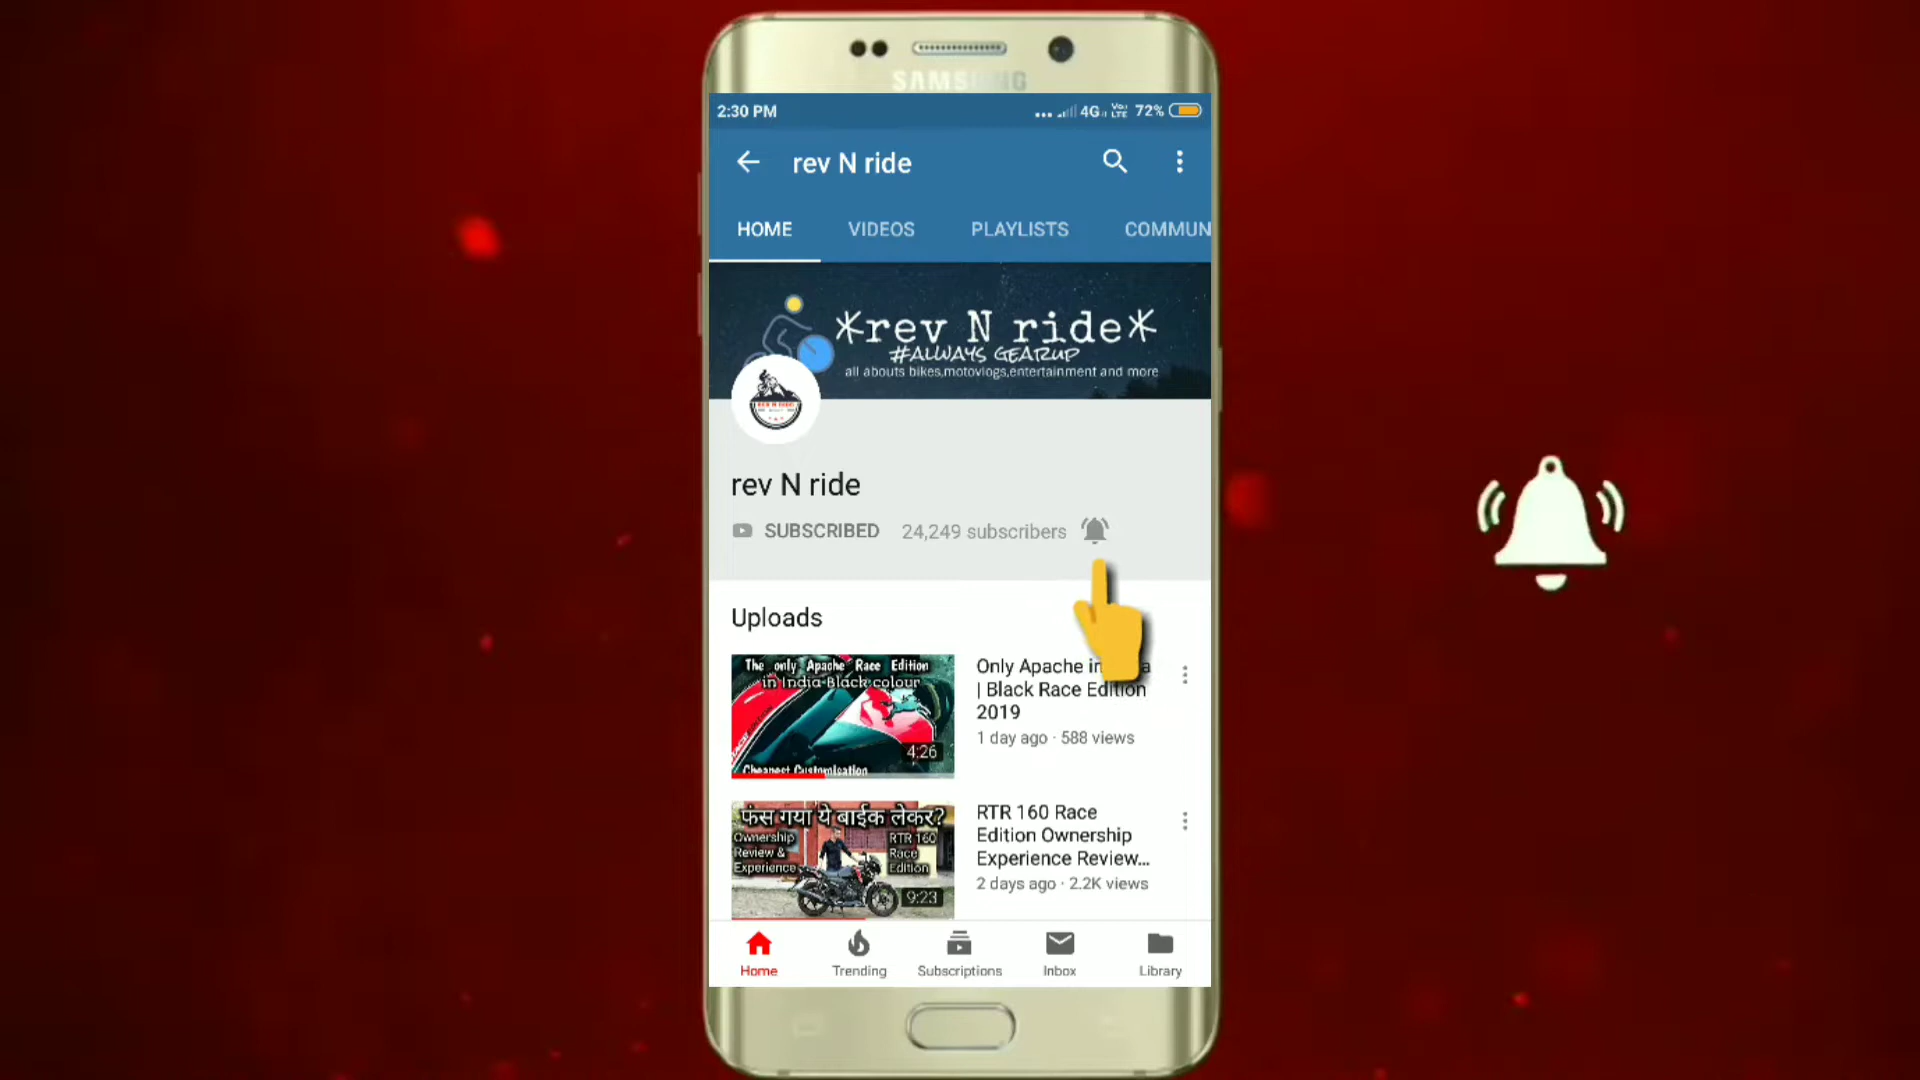 SAMSUNG
2:30 PM
4G 72%
rev N ride
HOME VIDEOS PLAYLISTS COMMUN
*rev N ride*
#ALWAYS GEARUP
all abouts bikes,motovlogs,entertainment and more
rev N ride
SUBSCRIBED 24,249 subscribers
Uploads
The only Apache Race Edition
in India-Black colour
4:26
Cheapest Customisation
Only Apache in
| Black Race Edition
2019
1 day ago · 588 views
फंस गया ये बाईक लेकर?
Ownership
Review &
Experience
RTR 160
Race
Edition
9:23
RTR 160 Race
Edition Ownership
Experience Review...
2 days ago · 2.2K views
Home Trending Subscriptions Inbox Library